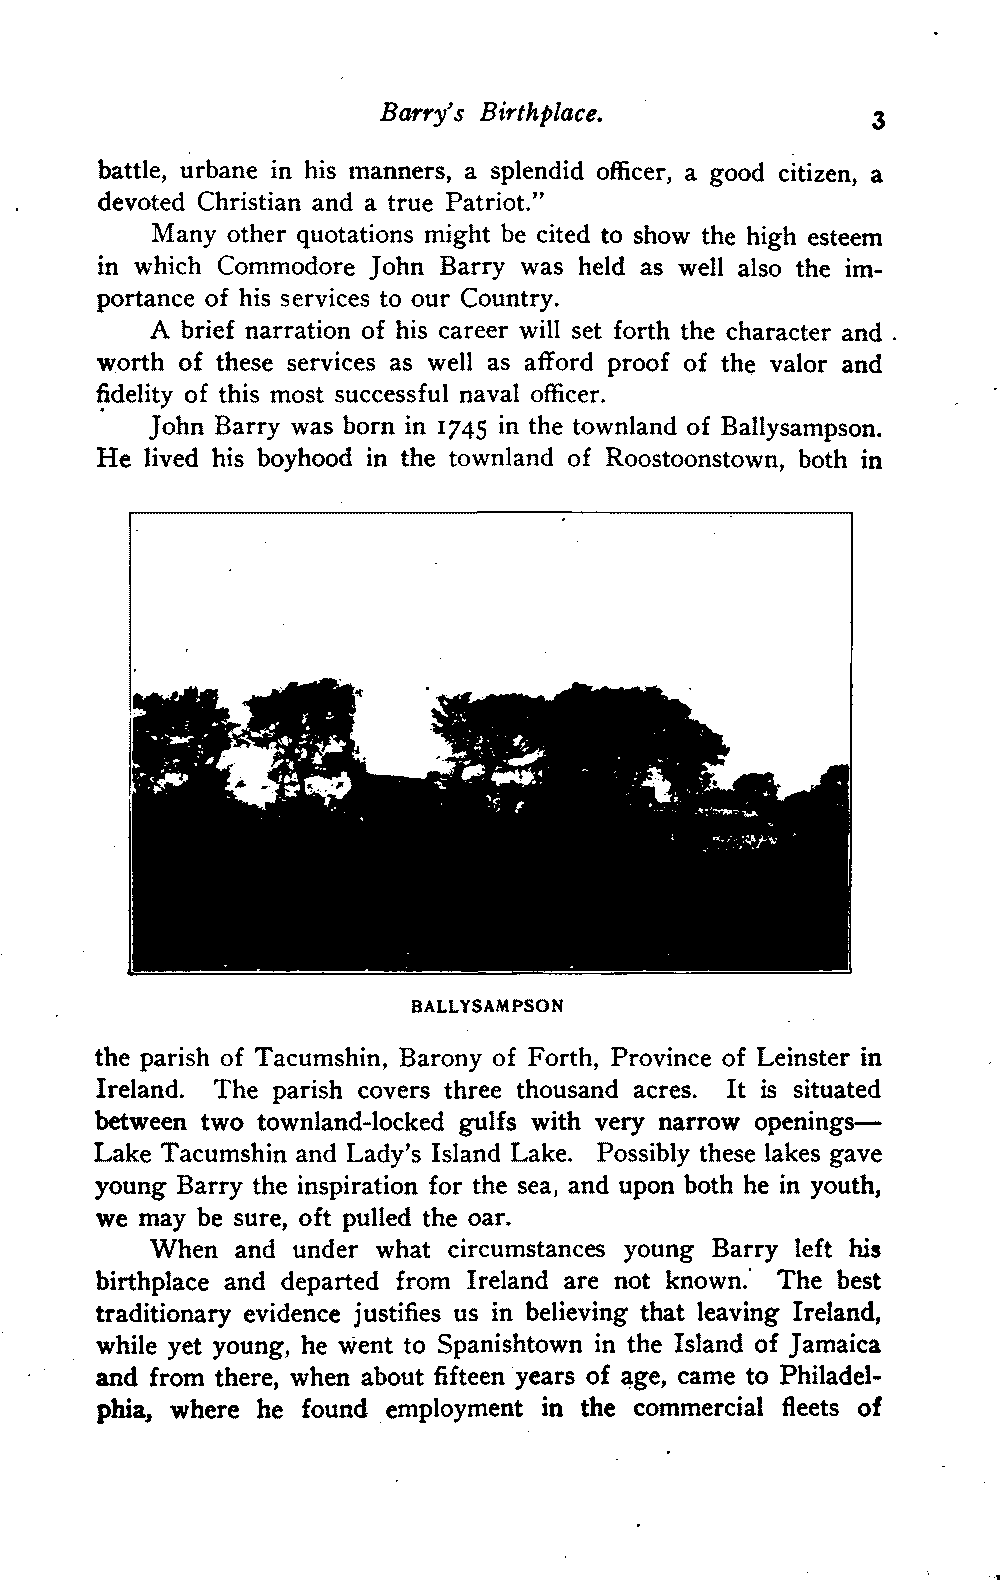 Barry's Birthplace.
3
battle, urbane in his manners, a splendid officer, a good citizen, a
devoted Christian and a true Patriot."
Many other quotations might be cited to show the high esteem
in which Commodore John Barry was held as well also the im-
portance of his services to our Country.
A brief narration of his career will set forth the character and
worth of these services as well as afford proof of the valor and
fidelity of this most successful naval officer.
John Barry was born in 1745 in the townland of Ballysampson.
He lived his boyhood in the townland of Roostoonstown, both in
BALLYSAMPSON
the parish of Tacumshin, Barony of Forth, Province of Leinster in
Ireland. The parish covers three thousand acres. It is situated
between two townland-locked gulfs with very narrow openings—
Lake Tacumshin and Lady's Island Lake. Possibly these lakes gave
young Barry the inspiration for the sea, and upon both he in youth,
we may be sure, oft pulled the oar.
When and under what circumstances young Barry left his
birthplace and departed from Ireland are not known. The best
traditionary evidence justifies us in believing that leaving Ireland,
while yet young, he went to Spanishtown in the Island of Jamaica
and from there, when about fifteen years of age, came to Philadel-
phia, where he found employment in the commercial fleets of